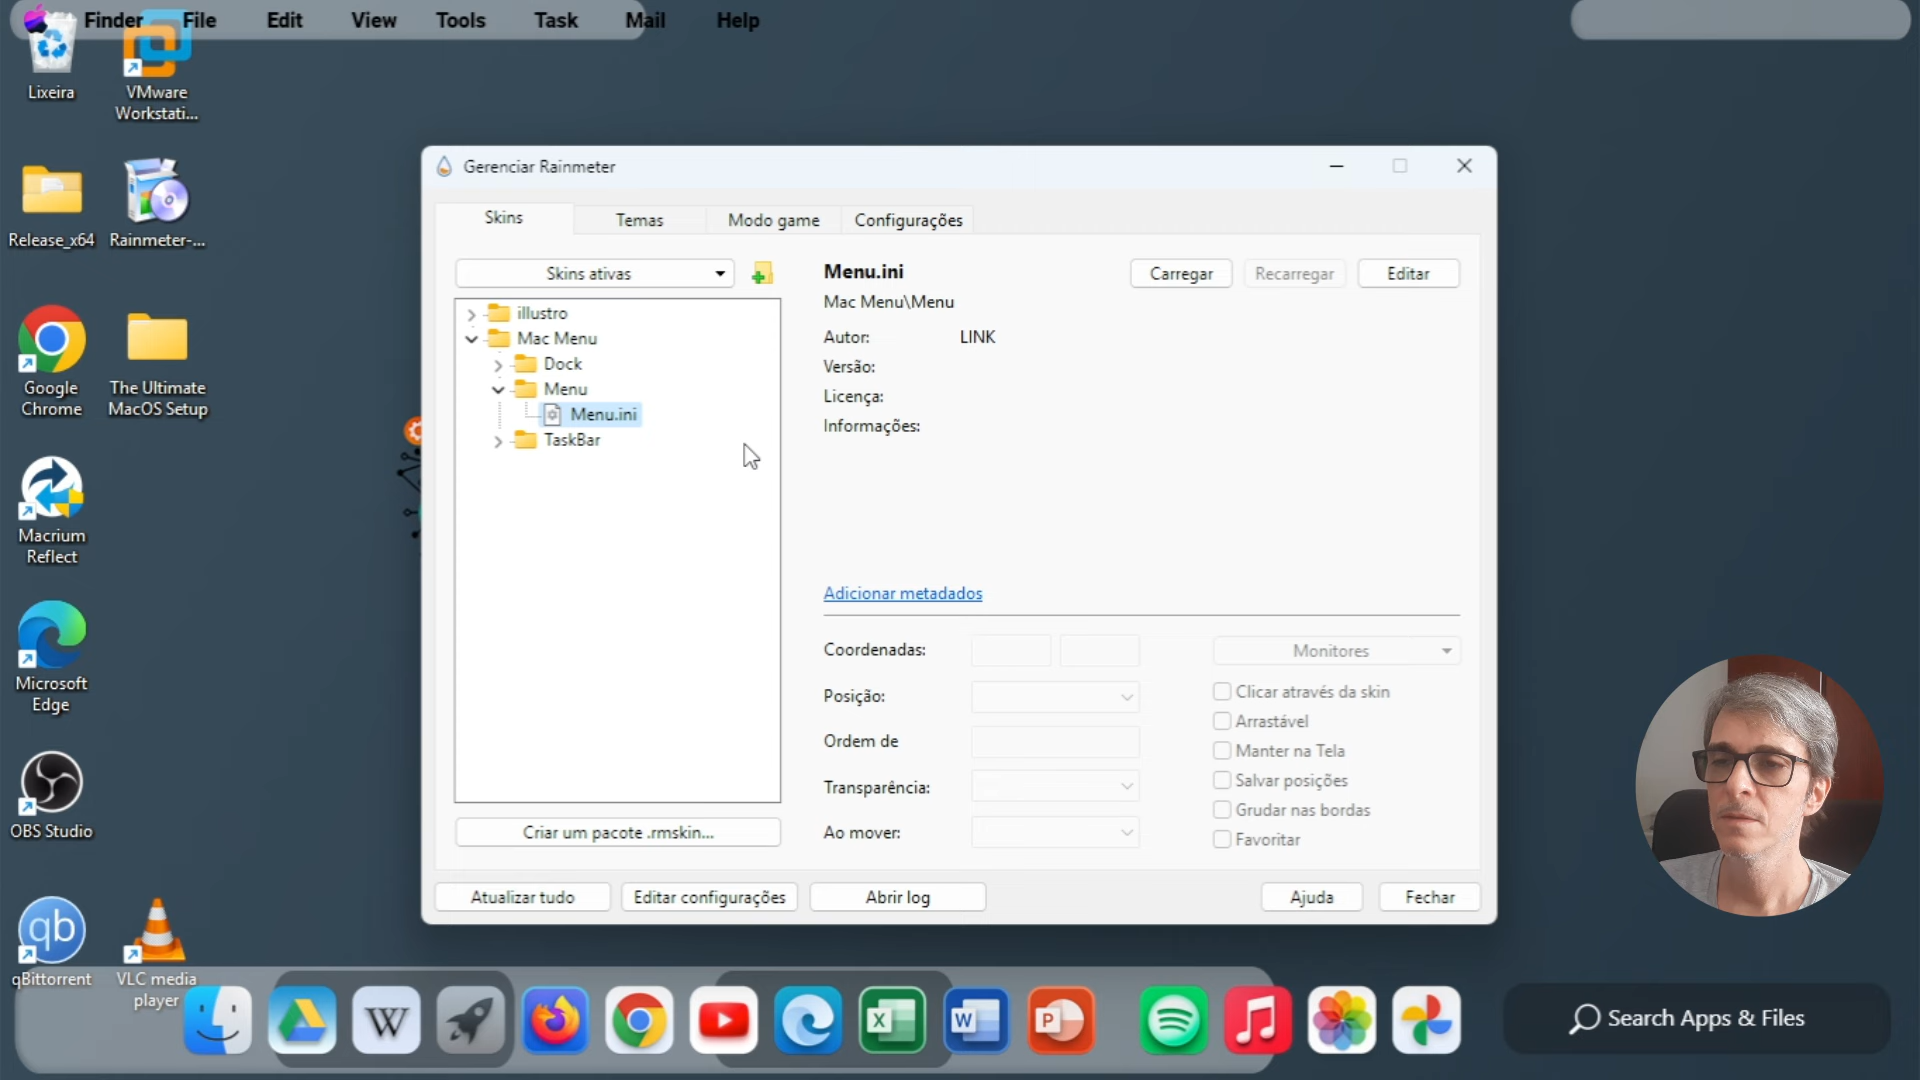 Finder File Edit View Tools Task Mail Help
Lixeira
VMware
Workstati...
Release_x64
Rainmeter-...
Google
Chrome
The Ultimate
MacOS Setup
Macrium
Reflect
Microsoft
Edge
OBS Studio
qBittorrent
VLC media
player
Gerenciar Rainmeter
Skins Temas Modo game Configurações
Skins ativas
illustro
Mac Menu
Dock
Menu
Menu.ini
TaskBar
Criar um pacote .rmskin...
Menu.ini
Carregar Recarregar Editar
Mac Menu\Menu
Autor: LINK
Versão:
Licença:
Informações:
Adicionar metadados
Coordenadas:
Posição:
Ordem de
Transparência:
Ao mover:
Monitores
Clicar através da skin
Arrastável
Manter na Tela
Salvar posições
Grudar nas bordas
Favoritar
Atualizar tudo Editar configurações Abrir log Ajuda Fechar
qb
W
X
W
P
Search Apps & Files